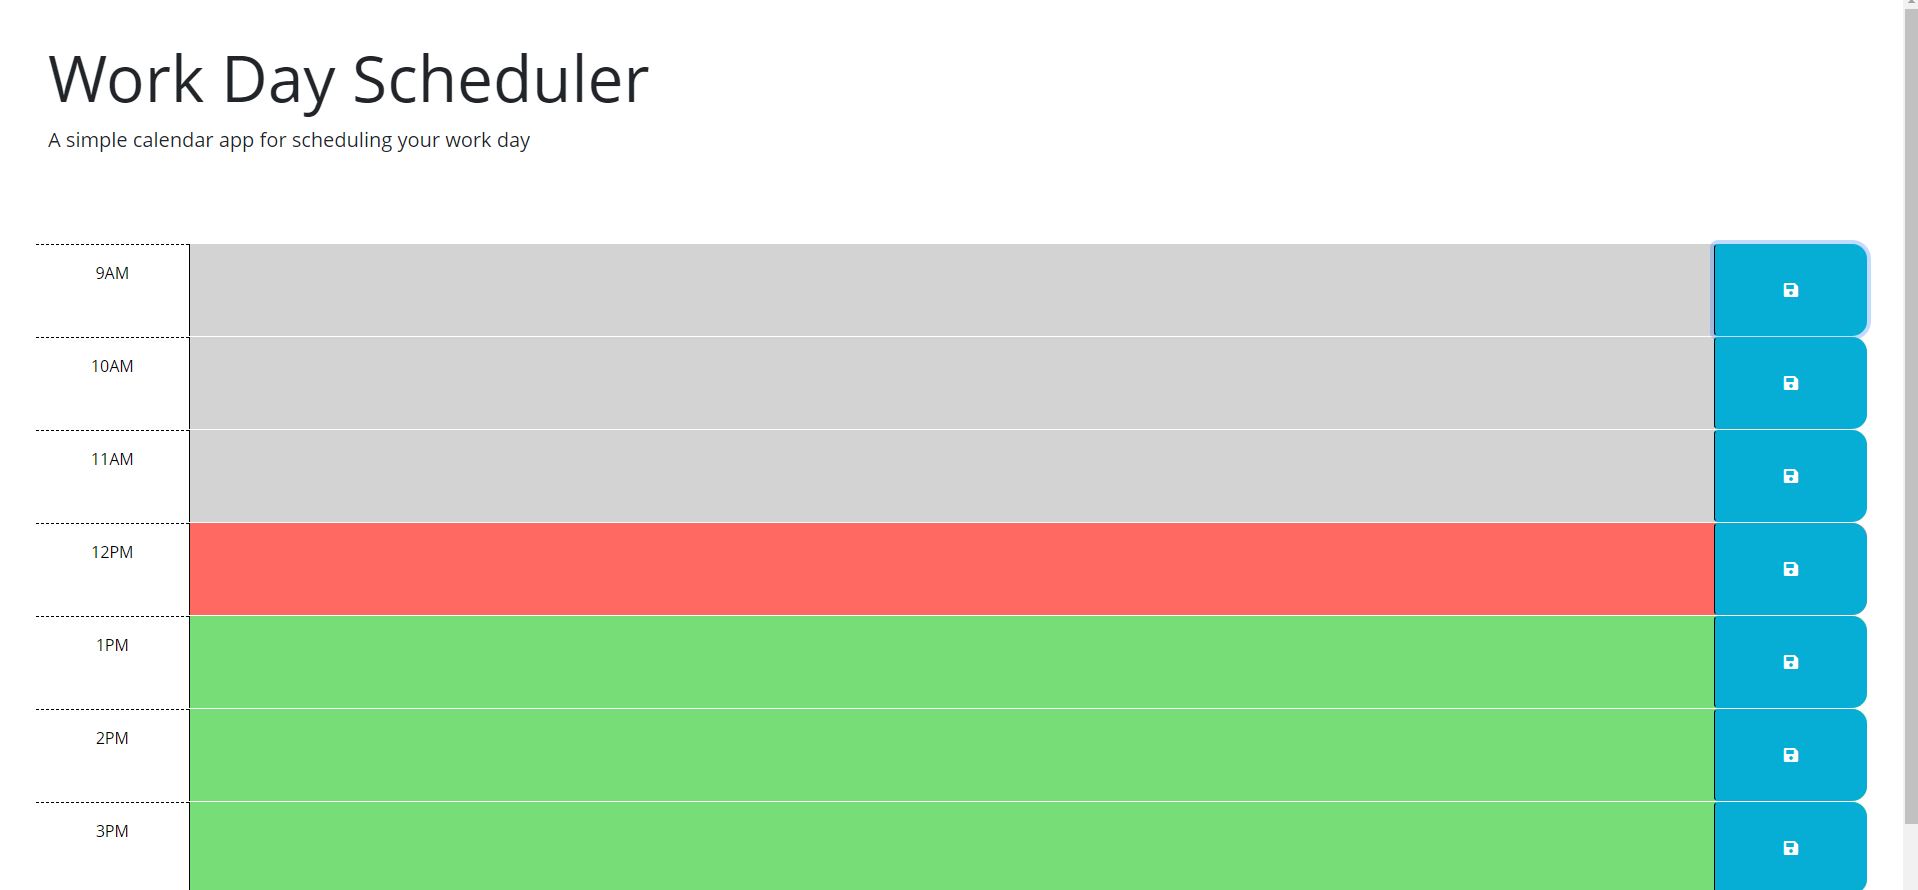 Work Day Scheduler
A simple calendar app for scheduling your work day
9AM
10AM
11AM
12PM
1PM
2PM
3PM